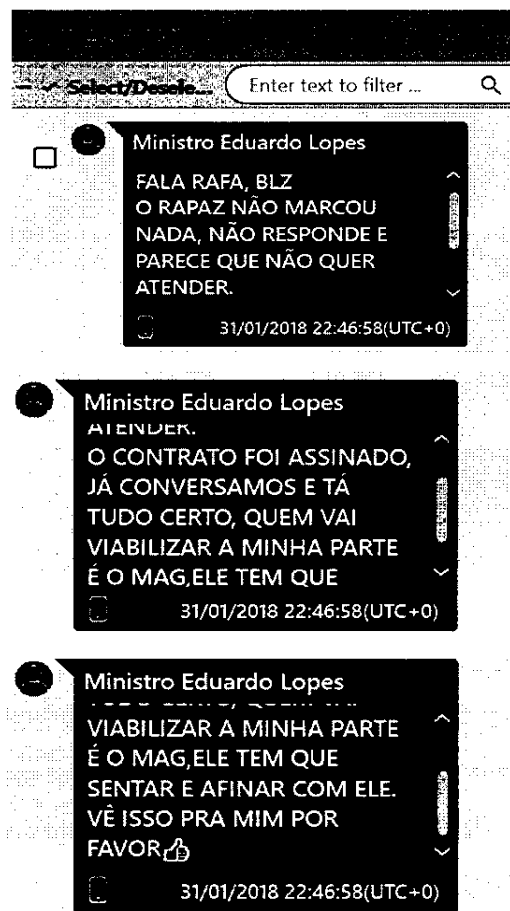 Select/Desele... Enter text to filter ...
Ministro Eduardo Lopes
FALA RAFA, BLZ
O RAPAZ NÃO MARCOU
NADA, NÃO RESPONDE E
PARECE QUE NÃO QUER
ATENDER.
31/01/2018 22:46:58(UTC+0)
Ministro Eduardo Lopes
ATENDER.
O CONTRATO FOI ASSINADO,
JÁ CONVERSAMOS E TÁ
TUDO CERTO, QUEM VAI
VIABILIZAR A MINHA PARTE
É O MAG,ELE TEM QUE
31/01/2018 22:46:58(UTC+0)
Ministro Eduardo Lopes
TUDO CERTO, QUEM VAI
VIABILIZAR A MINHA PARTE
É O MAG,ELE TEM QUE
SENTAR E AFINAR COM ELE.
VÊ ISSO PRA MIM POR
FAVOR👍
31/01/2018 22:46:58(UTC+0)